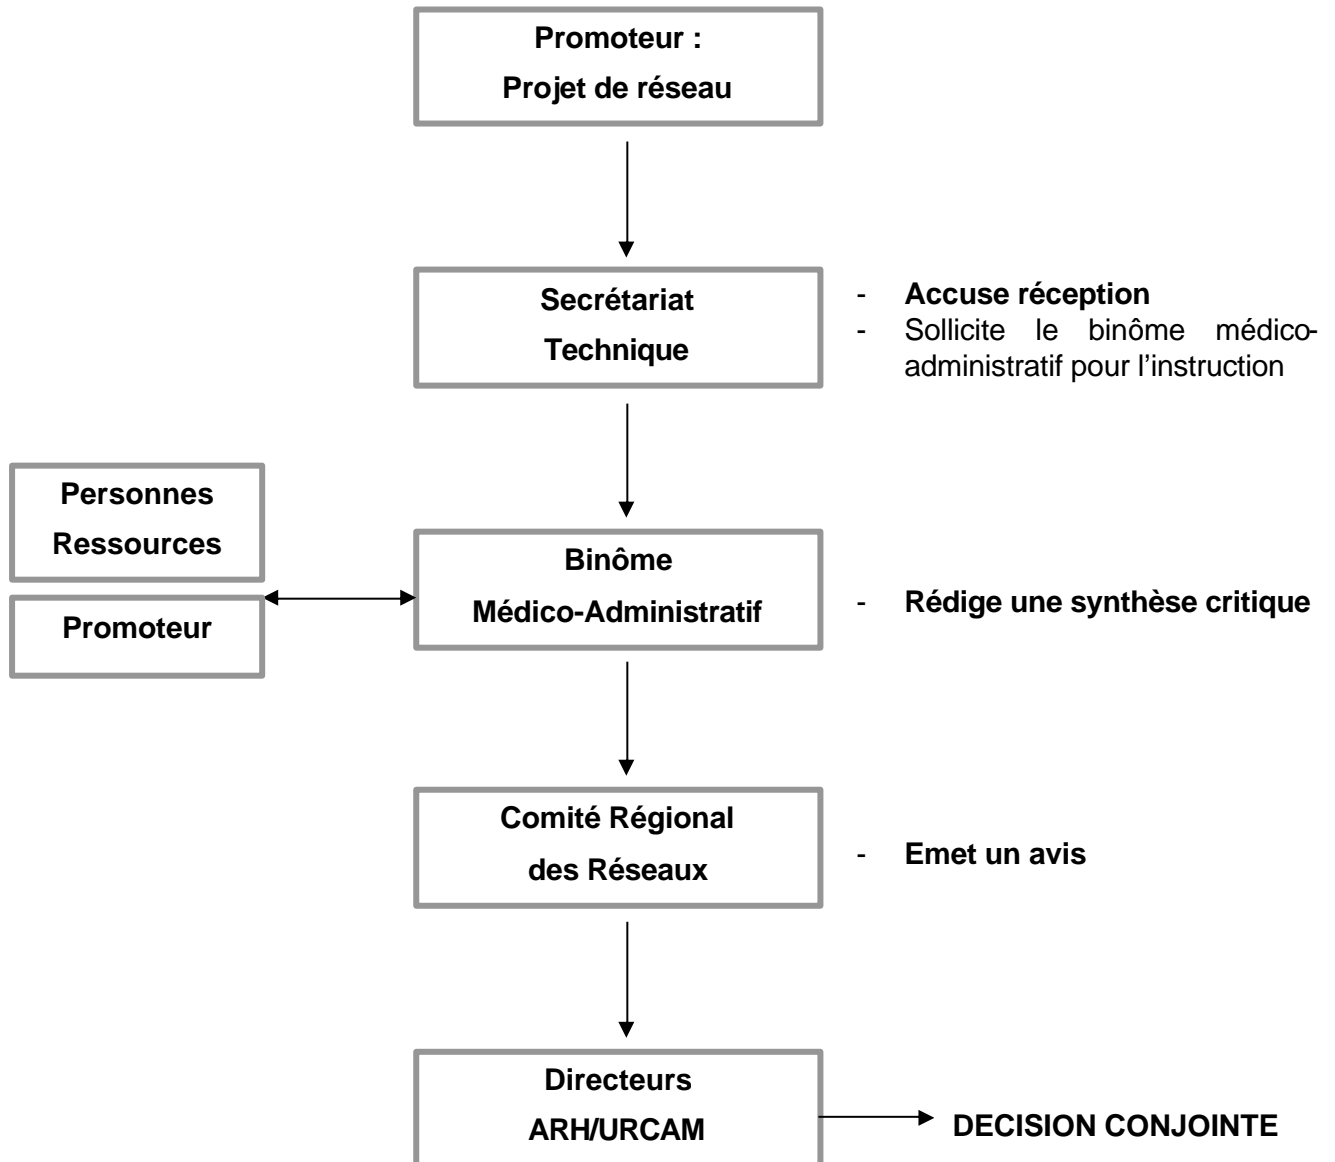 Promoteur :
Projet de réseau
Secrétariat
Technique
- Accuse réception
- Sollicite le binôme médico-
administratif pour l'instruction
Personnes
Ressources
Promoteur
Binôme
Médico-Administratif
- Rédige une synthèse critique
Comité Régional
des Réseaux
- Emet un avis
Directeurs
ARH/URCAM
DECISION CONJOINTE